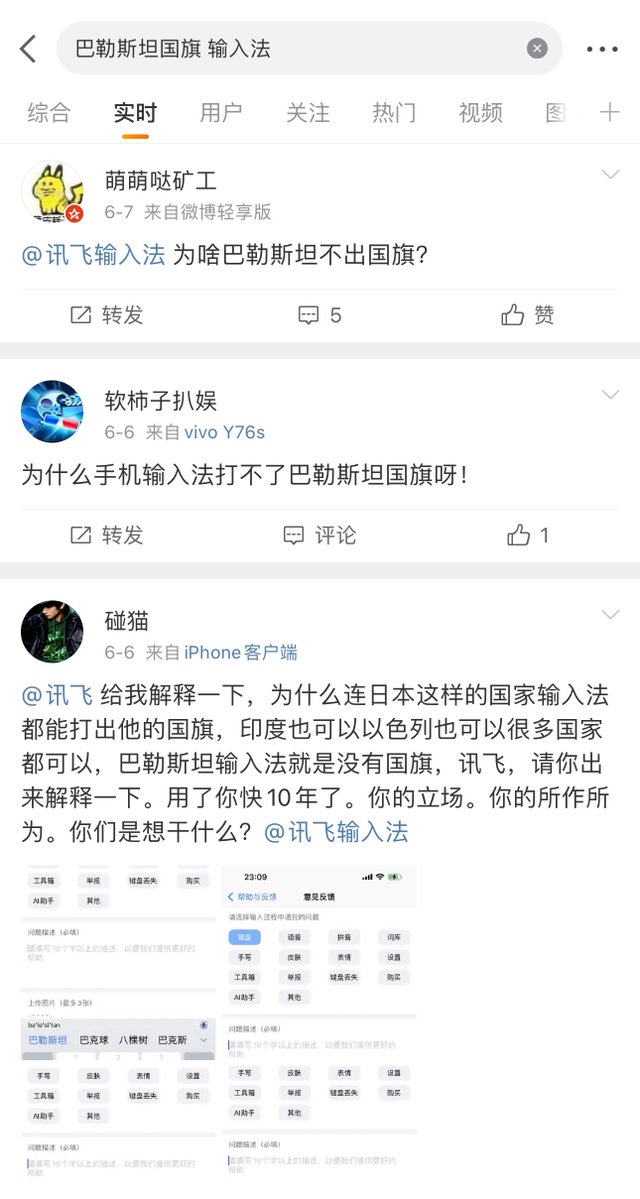 巴勒斯坦国旗 输入法
综合 实时 用户 关注 热门 视频 图
萌萌哒矿工
6-7 来自微博轻享版
@讯飞输入法 为啥巴勒斯坦不出国旗?
转发 5 赞
软柿子扒娱
6-6 来自 vivo Y76s
为什么手机输入法打不了巴勒斯坦国旗呀!
转发 评论 1
碰猫
6-6 来自 iPhone客户端
@讯飞 给我解释一下，为什么连日本这样的国家输入法
都能打出他的国旗，印度也可以以色列也可以很多国家
都可以，巴勒斯坦输入法就是没有国旗，讯飞，请你出
来解释一下。用了你快10年了。你的立场。你的所作所
为。你们是想干什么？@讯飞输入法
工具箱 举报 键盘丢失 购买
AI助手 其他
问题描述（必填）
请填写10个字以上的描述，以便我们提供更好的
帮助
上传图片（最多3张）
ba'le'si'tan
巴勒斯坦 巴克球 八棵树 巴克斯
1 2 3
手写 皮肤 表情 设置
工具箱 举报 键盘丢失 购买
AI助手 其他
问题描述（必填）
请填写10个字以上的描述，以便我们提供更好的
帮助
23:09
帮助与反馈 意见反馈
请选择输入过程中遇到的问题
键盘 语音 拼音 词库
手写 皮肤 表情 设置
工具箱 举报 键盘丢失 购买
AI助手 其他
问题描述（必填）
请填写10个字以上的描述，以便我们提供更好的
帮助
手写 皮肤 表情 设置
工具箱 举报 键盘丢失 购买
AI助手 其他
问题描述（必填）
请填写10个字以上的描述，以便我们提供更好的
帮助